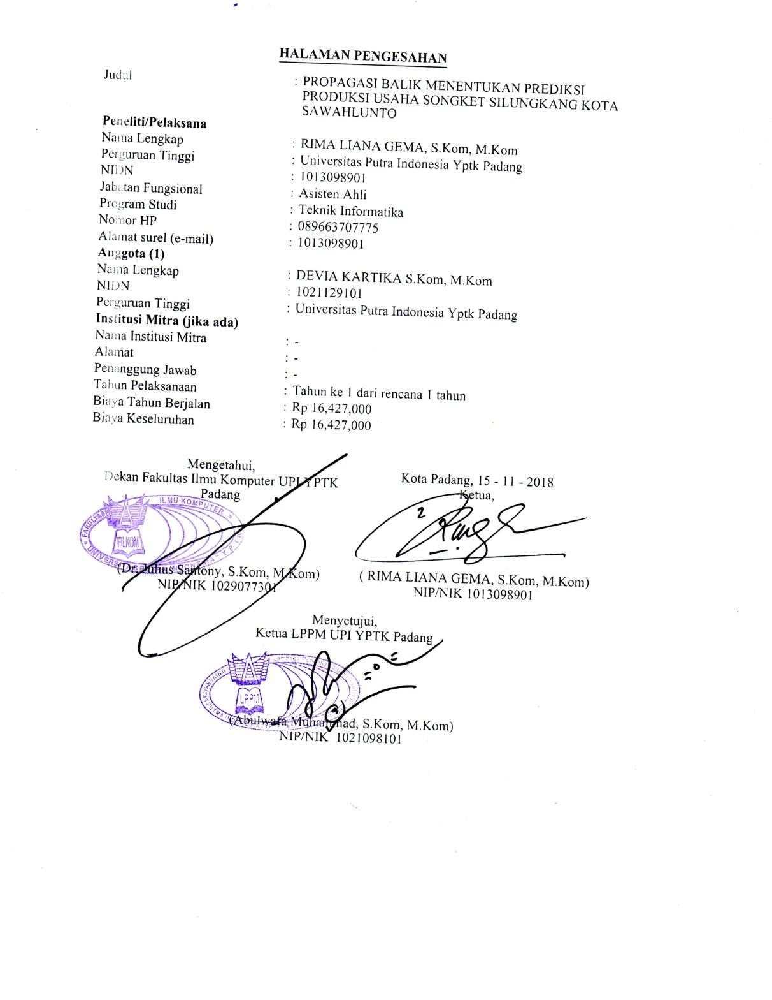 HALAMAN PENGESAHAN
Judul : PROPAGASI BALIK MENENTUKAN PREDIKSI
PRODUKSI USAHA SONGKET SILUNGKANG KOTA
SAWAHLUNTO
Peneliti/Pelaksana
Nama Lengkap : RIMA LIANA GEMA, S.Kom, M.Kom
Perguruan Tinggi : Universitas Putra Indonesia Yptk Padang
NIDN : 1013098901
Jabatan Fungsional : Asisten Ahli
Program Studi : Teknik Informatika
Nomor HP : 089663707775
Alamat surel (e-mail) : 1013098901
Anggota (1)
Nama Lengkap : DEVIA KARTIKA S.Kom, M.Kom
NIDN : 1021129101
Perguruan Tinggi : Universitas Putra Indonesia Yptk Padang
Institusi Mitra (jika ada)
Nama Institusi Mitra : -
Alamat : -
Penanggung Jawab : -
Tahun Pelaksanaan : Tahun ke 1 dari rencana 1 tahun
Biaya Tahun Berjalan : Rp 16,427,000
Biaya Keseluruhan : Rp 16,427,000
Mengetahui,
Dekan Fakultas Ilmu Komputer UPI YPTK
Padang
FAKULTAS ILMU KOMPUTER
FILKOM
(Dr. Julius Santony, S.Kom, M.Kom)
NIP/NIK 1029077301
Kota Padang, 15 - 11 - 2018
Ketua,
( RIMA LIANA GEMA, S.Kom, M.Kom)
NIP/NIK 1013098901
Menyetujui,
Ketua LPPM UPI YPTK Padang
LPPM
(Abulwafa Muhammad, S.Kom, M.Kom)
NIP/NIK 1021098101